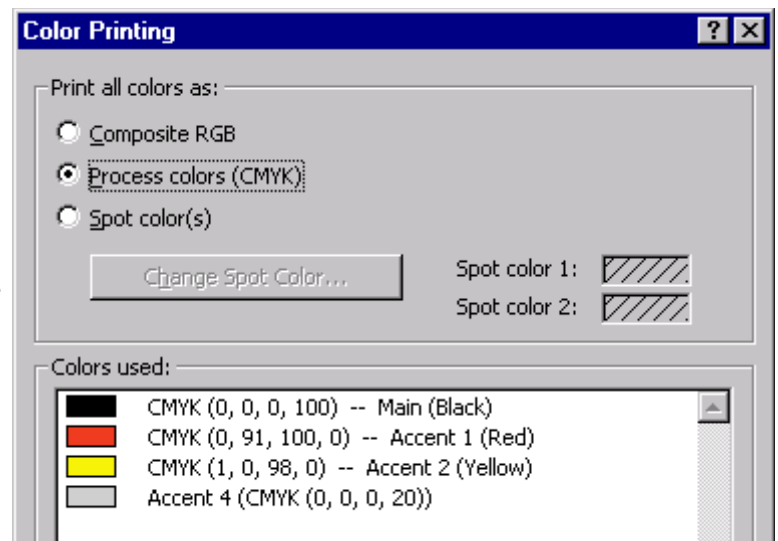 Color Printing
Print all colors as:
Composite RGB
Process colors (CMYK)
Spot color(s)
Change Spot Color...
Spot color 1:
Spot color 2:
Colors used:
CMYK (0, 0, 0, 100) -- Main (Black)
CMYK (0, 91, 100, 0) -- Accent 1 (Red)
CMYK (1, 0, 98, 0) -- Accent 2 (Yellow)
Accent 4 (CMYK (0, 0, 0, 20))